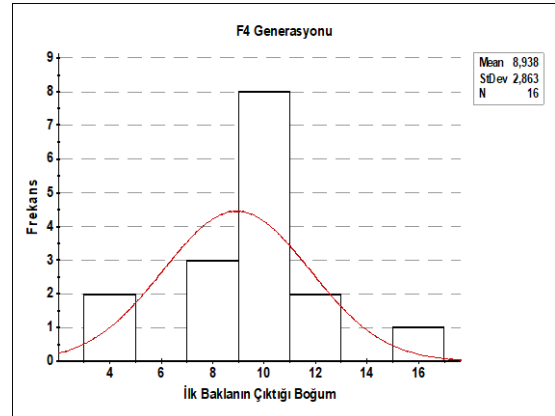 F4 Generasyonu
Mean 8,938
StDev 2,863
N 16
Frekans
9
8
7
6
5
4
3
2
1
0
4 6 8 10 12 14 16
İlk Baklanın Çıktığı Boğum